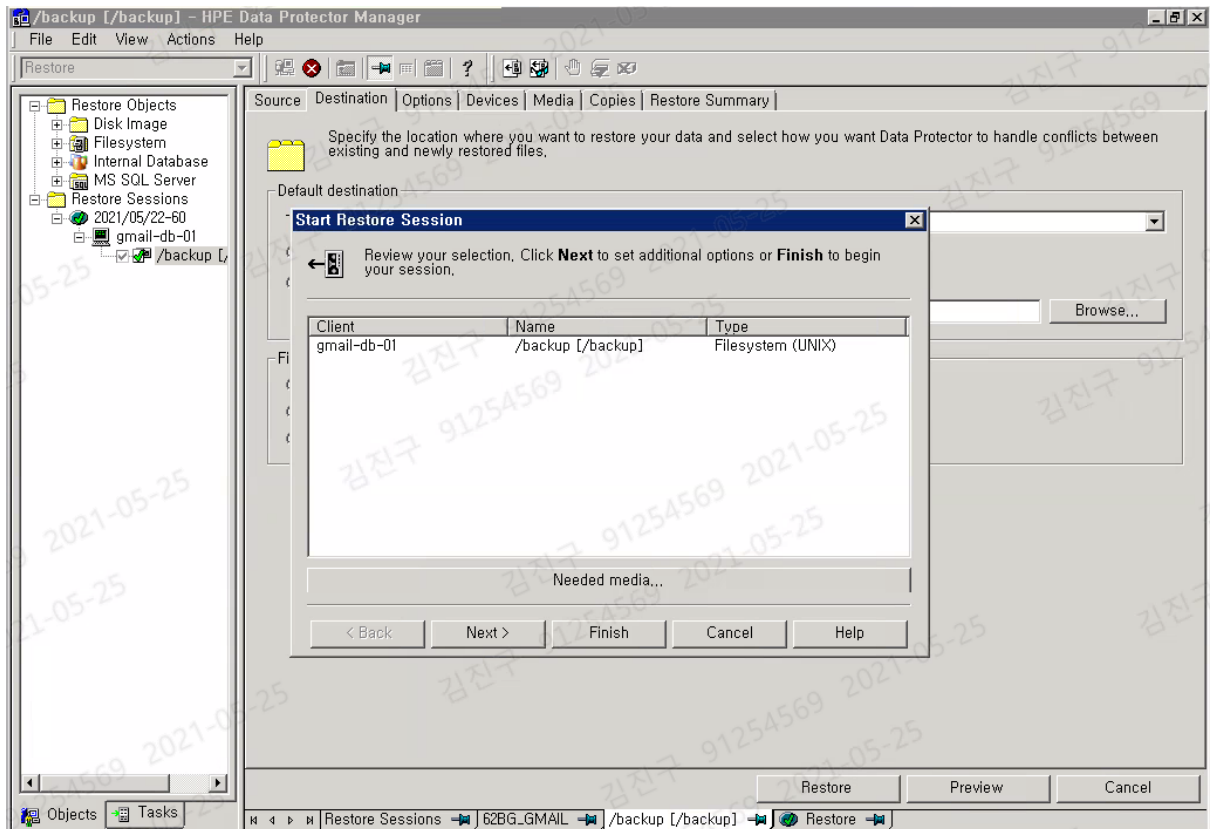 /backup [/backup] - HPE Data Protector Manager
File Edit View Actions Help
Restore
Restore Objects
Disk Image
Filesystem
Internal Database
MS SQL Server
Restore Sessions
2021/05/22-60
gmail-db-01
/backup [/
Source Destination Options Devices Media Copies Restore Summary
Specify the location where you want to restore your data and select how you want Data Protector to handle conflicts between
existing and newly restored files,
Default destination
Browse...
Fi
Start Restore Session
Review your selection, Click Next to set additional options or Finish to begin
your session,
Client Name Type
gmail-db-01 /backup [/backup] Filesystem (UNIX)
Needed media...
< Back Next > Finish Cancel Help
Restore Preview Cancel
Objects Tasks
Restore Sessions 62BG_GMAIL /backup [/backup] Restore
김진구 91254569 2021-05-25